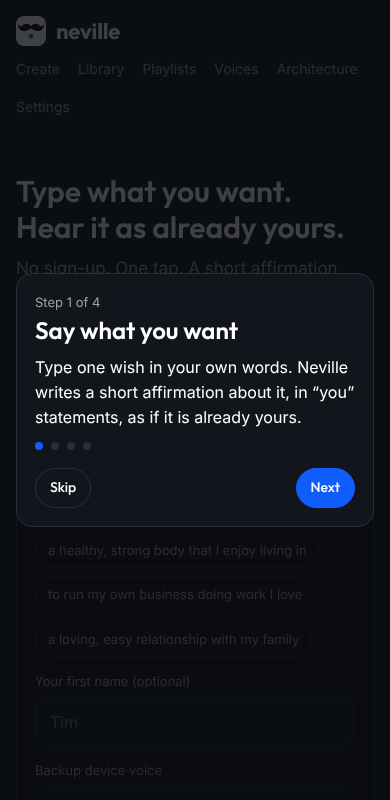 neville
Create Library Playlists Voices Architecture
Settings
Type what you want.
Hear it as already yours.
No sign-up. One tap. A short affirmation
Step 1 of 4
Say what you want
Type one wish in your own words. Neville
writes a short affirmation about it, in “you”
statements, as if it is already yours.
Skip
Next
a healthy, strong body that I enjoy living in
to run my own business doing work I love
a loving, easy relationship with my family
Your first name (optional)
Tim
Backup device voice